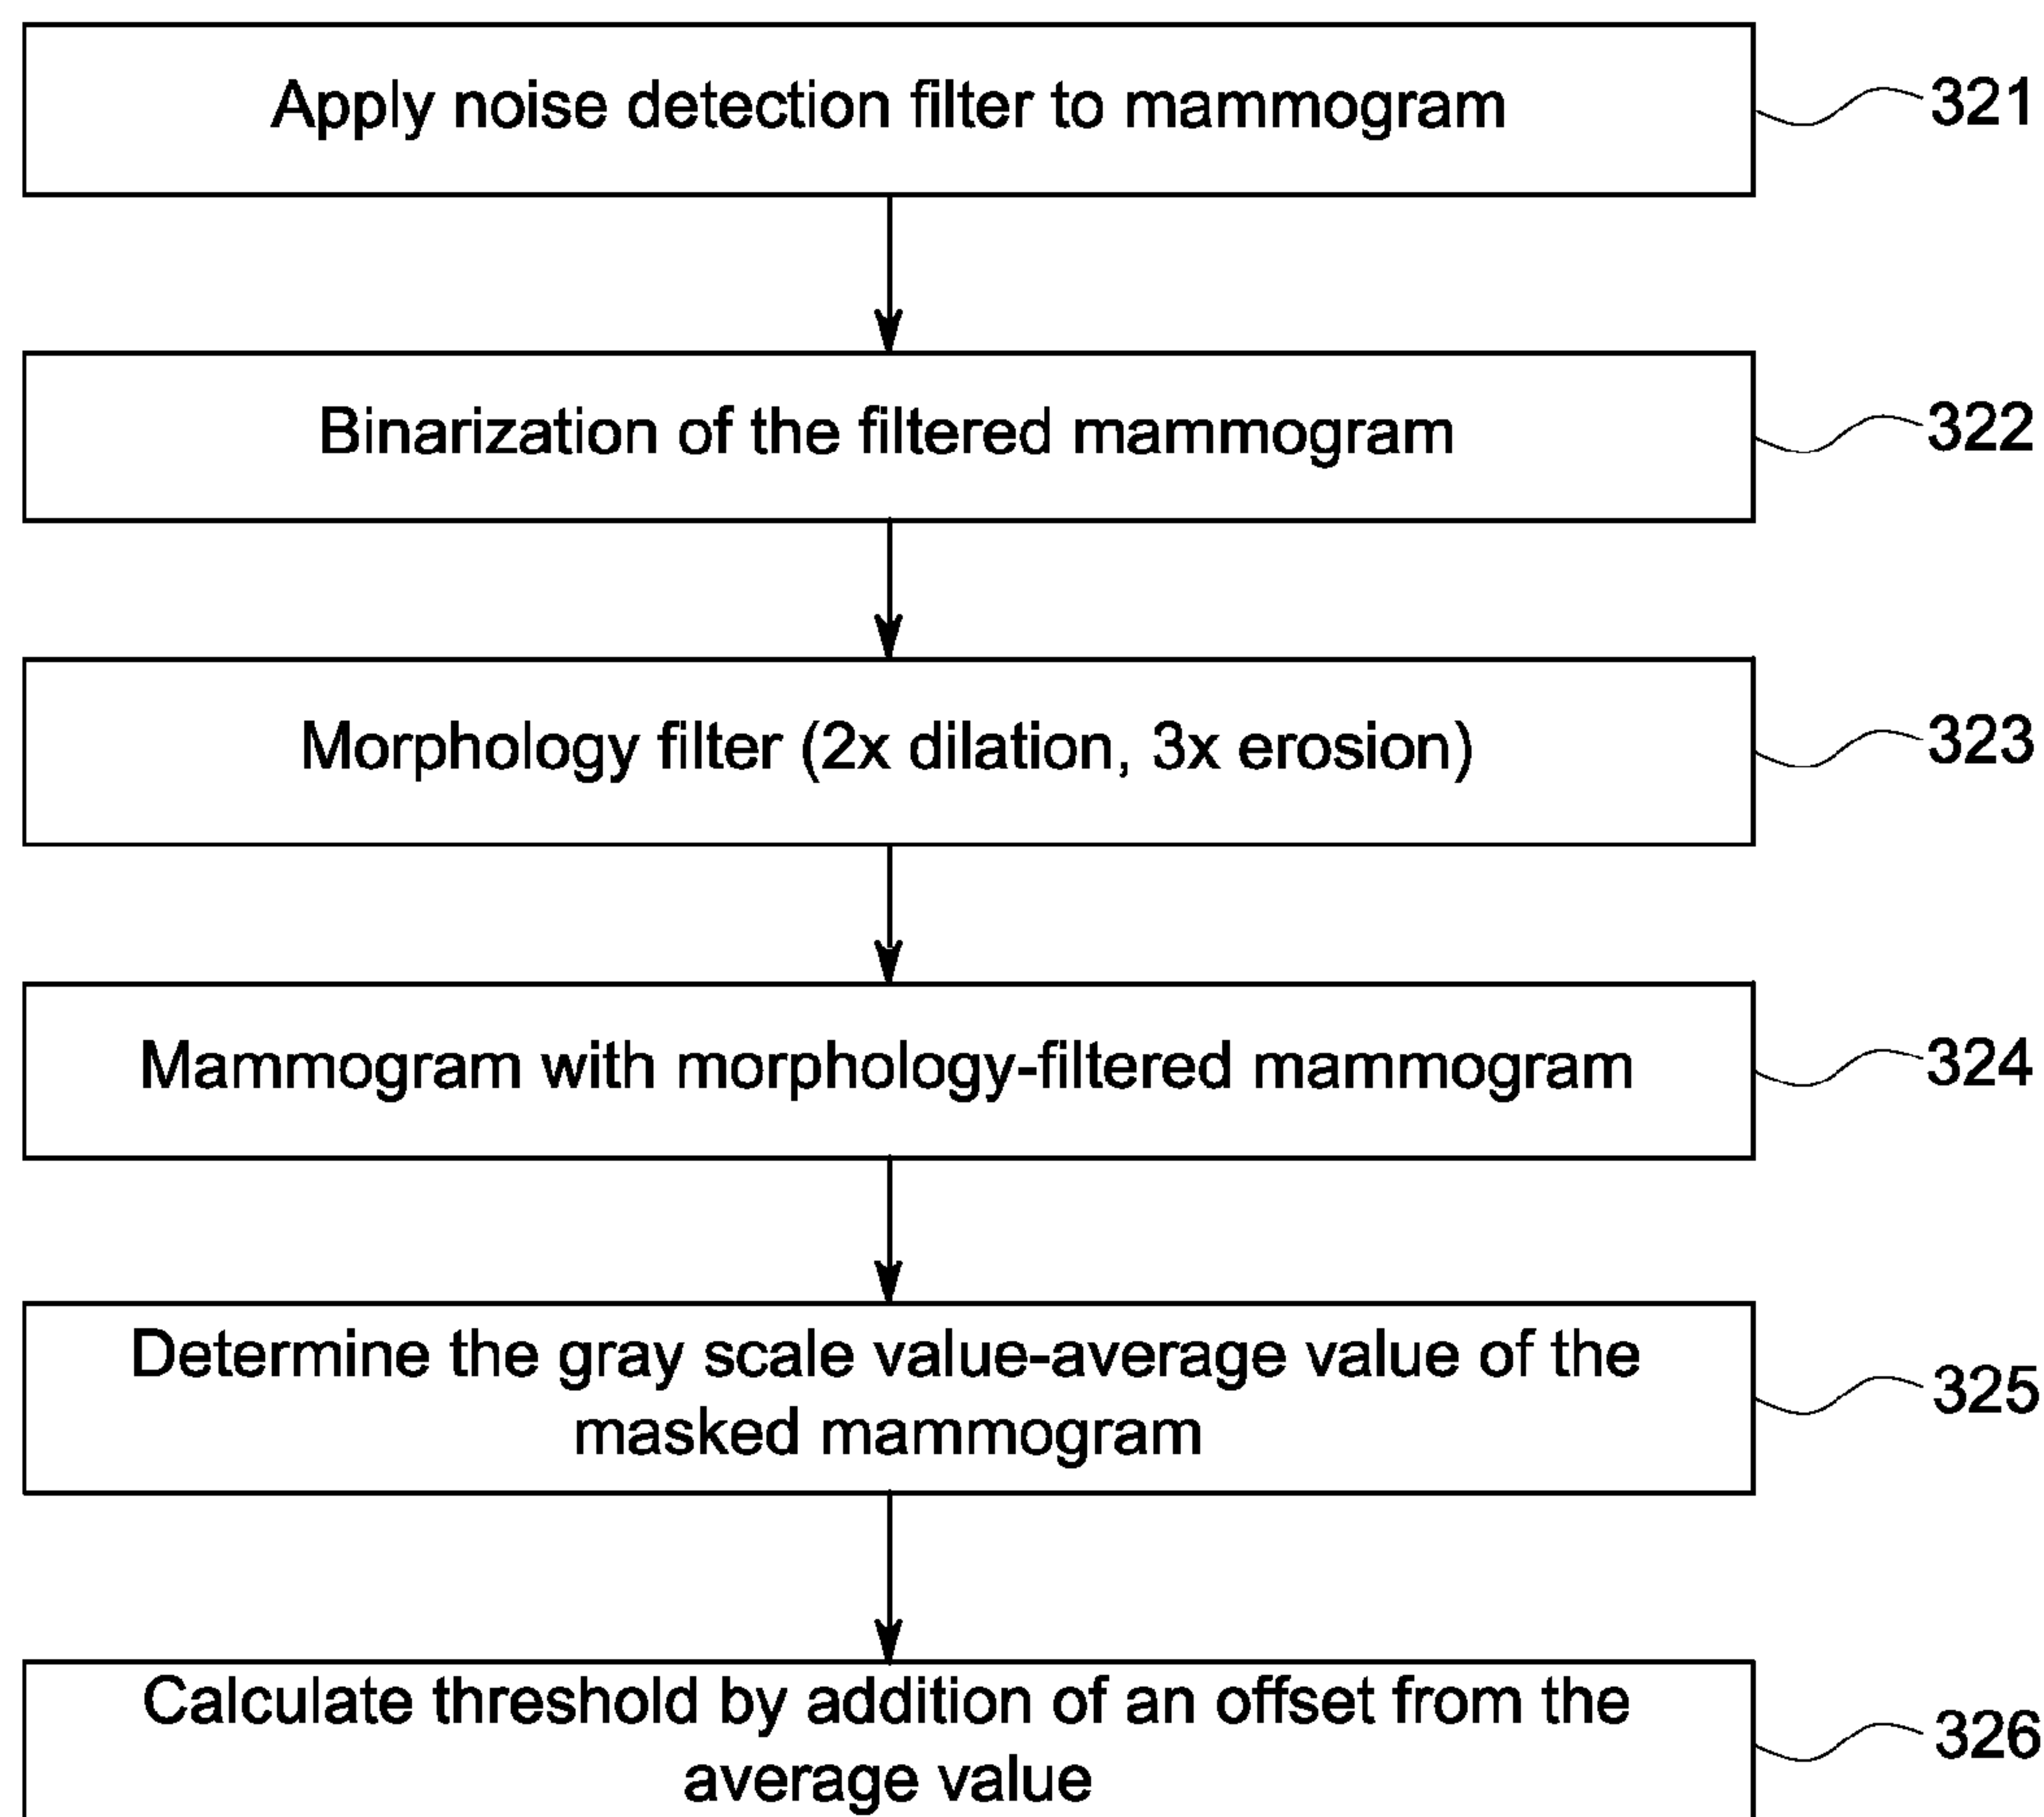 Apply noise detection filter to mammogram
321
Binarization of the filtered mammogram
322
Morphology filter (2x dilation, 3x erosion)
323
Mammogram with morphology-filtered mammogram
324
Determine the gray scale value-average value of the
masked mammogram
325
Calculate threshold by addition of an offset from the
average value
326